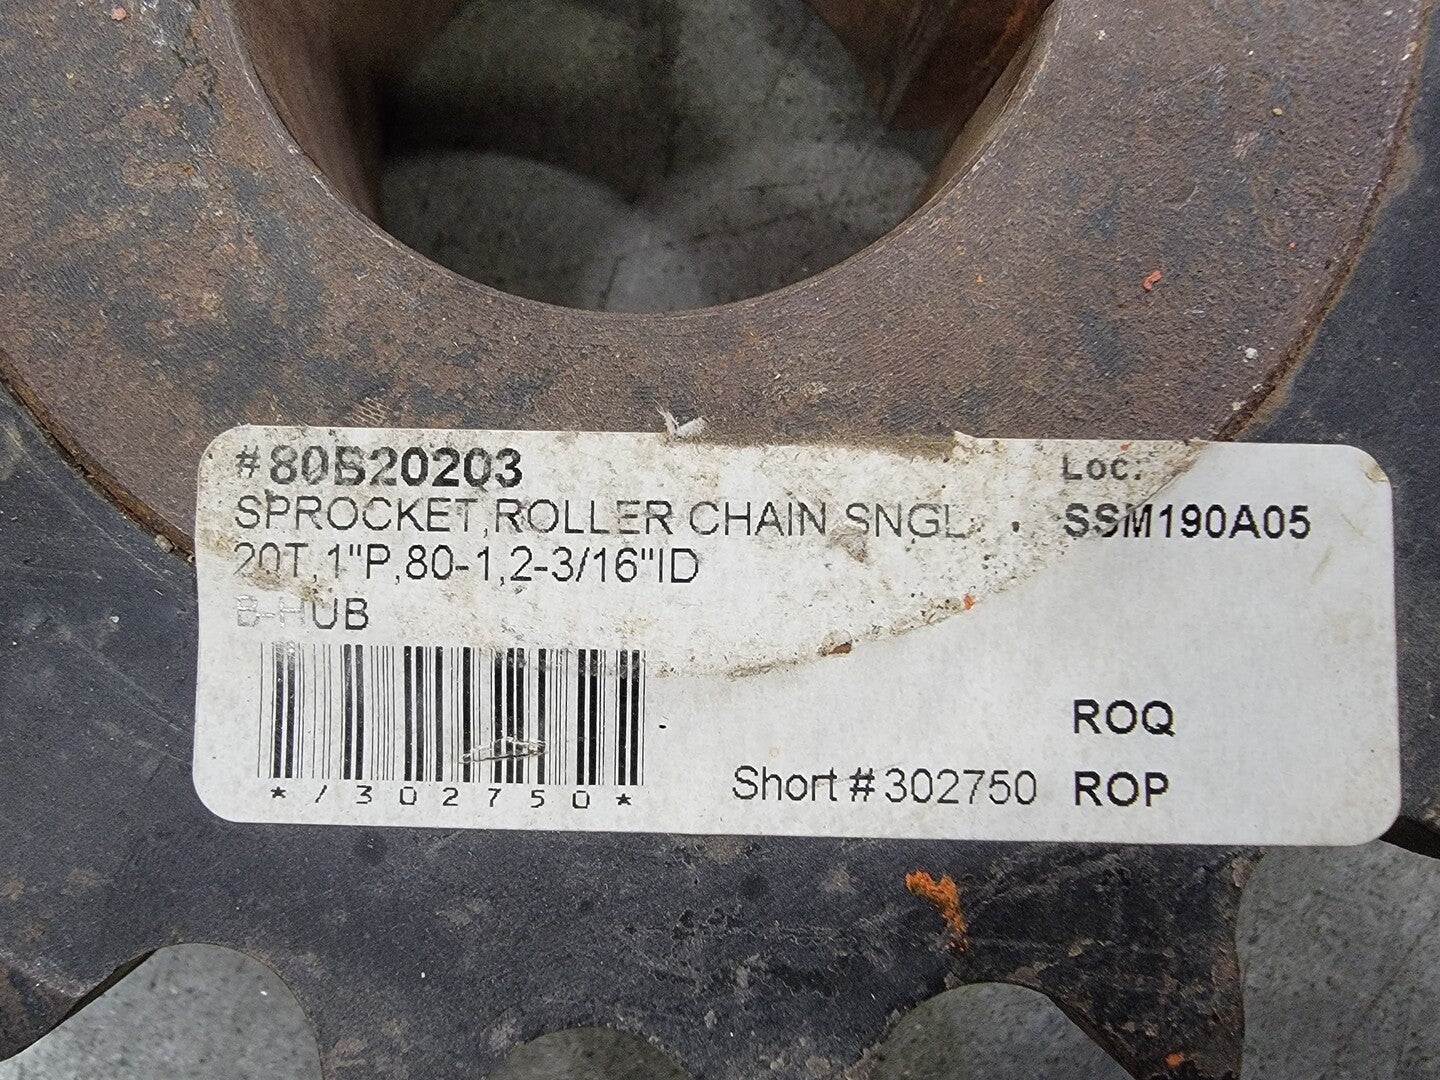 #80B20203
Loc:
SPROCKET,ROLLER CHAIN SNGL
SSM190A05
20T,1"P,80-1,2-3/16"ID
B-HUB
ROQ
*/302750*
Short # 302750
ROP